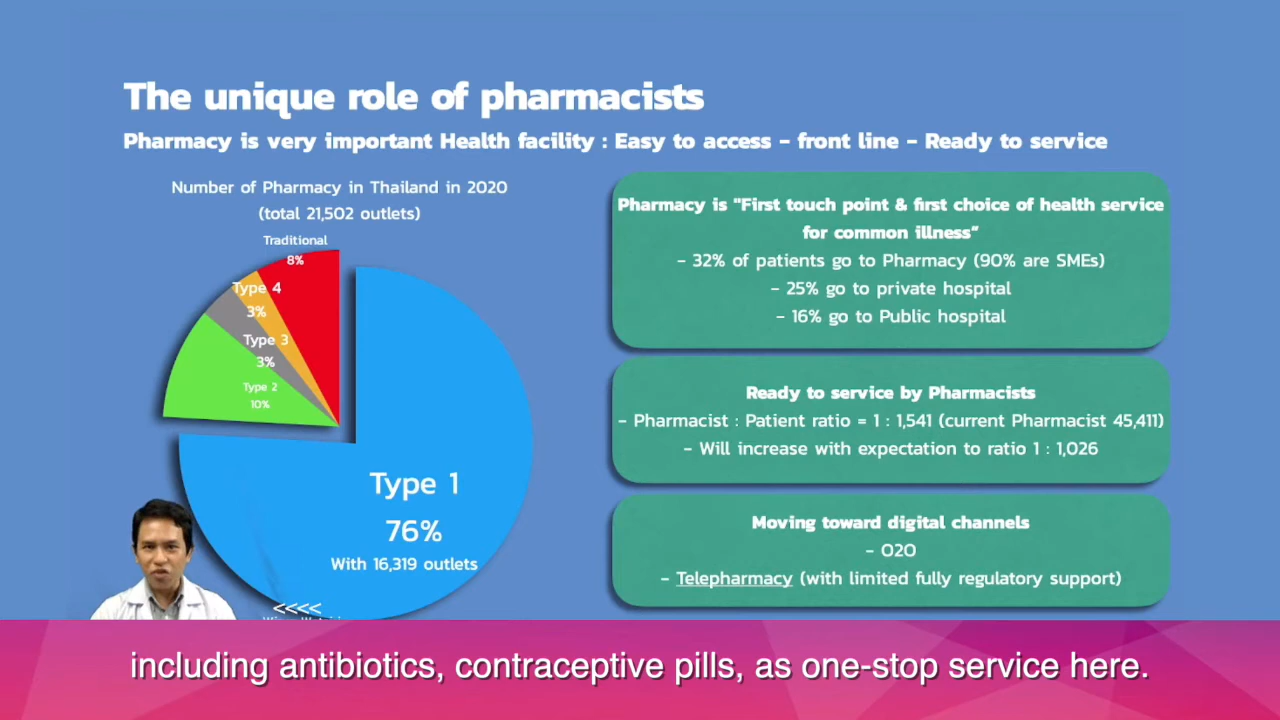 The unique role of pharmacists
Pharmacy is very important Health facility : Easy to access - front line - Ready to service
Number of Pharmacy in Thailand in 2020
(total 21,502 outlets)
Traditional
8%
Type 4
3%
Type 3
3%
Type 2
10%
Type 1
76%
With 16,319 outlets
<<<<
Pharmacy is "First touch point & first choice of health service
for common illness"
- 32% of patients go to Pharmacy (90% are SMEs)
- 25% go to private hospital
- 16% go to Public hospital
Ready to service by Pharmacists
- Pharmacist : Patient ratio = 1 : 1,541 (current Pharmacist 45,411)
- Will increase with expectation to ratio 1 : 1,026
Moving toward digital channels
- O2O
- Telepharmacy (with limited fully regulatory support)
including antibiotics, contraceptive pills, as one-stop service here.